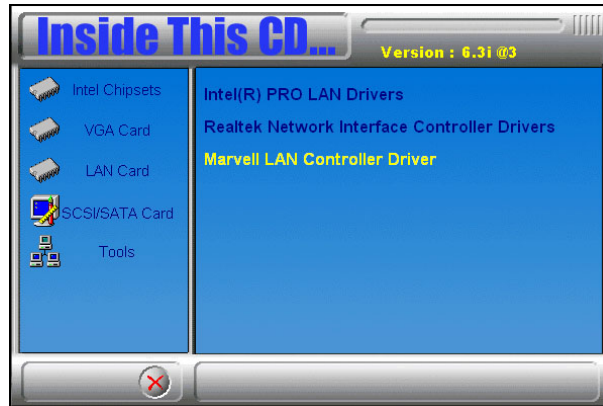 Inside This CD...
Version : 6.3i @3
Intel Chipsets
VGA Card
LAN Card
SCSI/SATA Card
Tools
Intel(R) PRO LAN Drivers
Realtek Network Interface Controller Drivers
Marvell LAN Controller Driver